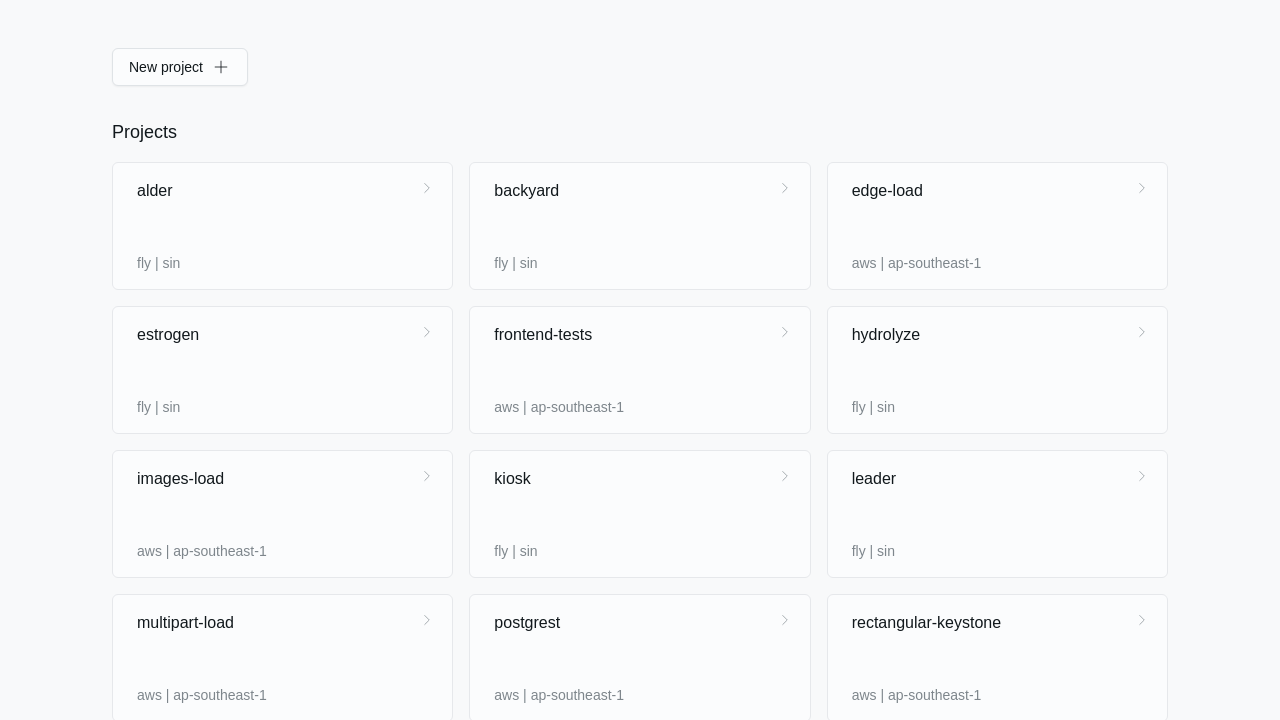 New project
Projects
alder
fly | sin
backyard
fly | sin
edge-load
aws | ap-southeast-1
estrogen
fly | sin
frontend-tests
aws | ap-southeast-1
hydrolyze
fly | sin
images-load
aws | ap-southeast-1
kiosk
fly | sin
leader
fly | sin
multipart-load
aws | ap-southeast-1
postgrest
aws | ap-southeast-1
rectangular-keystone
aws | ap-southeast-1